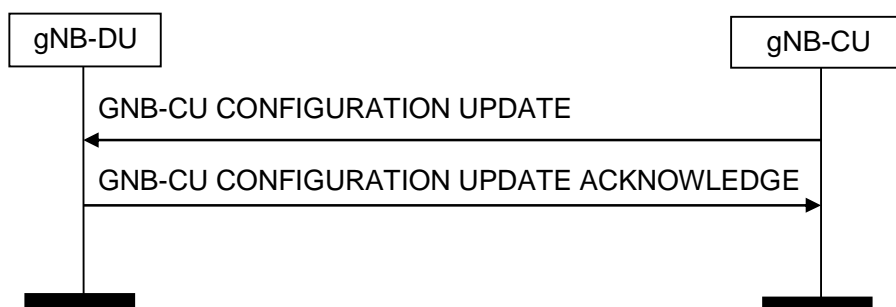 gNB-DU
gNB-CU
GNB-CU CONFIGURATION UPDATE
GNB-CU CONFIGURATION UPDATE ACKNOWLEDGE